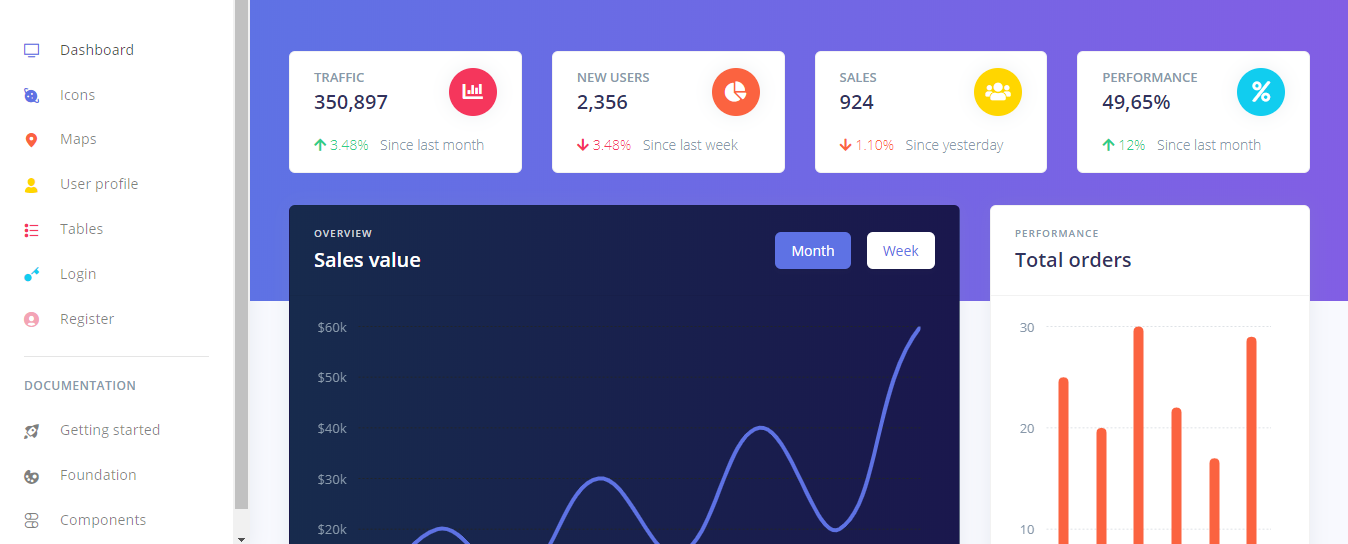 Dashboard
Icons
Maps
User profile
Tables
Login
Register
DOCUMENTATION
Getting started
Foundation
Components
TRAFFIC
350,897
3.48% Since last month
NEW USERS
2,356
3.48% Since last week
SALES
924
1.10% Since yesterday
PERFORMANCE
49,65%
12% Since last month
OVERVIEW
Sales value
Month
Week
$60k
$50k
$40k
$30k
$20k
PERFORMANCE
Total orders
30
20
10